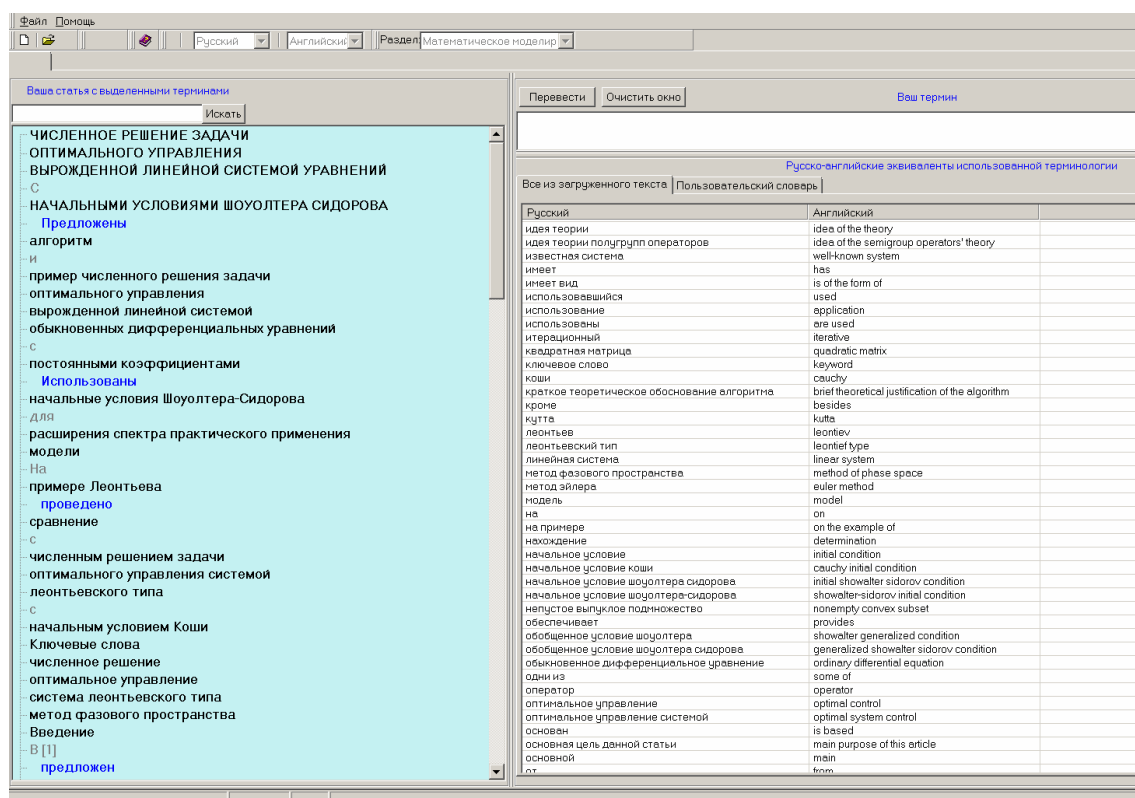 Файл Помощь
Русский Английский Раздел: Математическое моделир
Ваша статья с выделенными терминами
Искать
ЧИСЛЕННОЕ РЕШЕНИЕ ЗАДАЧИ
ОПТИМАЛЬНОГО УПРАВЛЕНИЯ
ВЫРОЖДЕННОЙ ЛИНЕЙНОЙ СИСТЕМОЙ УРАВНЕНИЙ
С
НАЧАЛЬНЫМИ УСЛОВИЯМИ ШОУОЛТЕРА СИДОРОВА
Предложены
алгоритм
и
пример численного решения задачи
оптимального управления
вырожденной линейной системой
обыкновенных дифференциальных уравнений
с
постоянными коэффициентами
Использованы
начальные условия Шоуолтера-Сидорова
для
расширения спектра практического применения
модели
На
примере Леонтьева
проведено
сравнение
с
численным решением задачи
оптимального управления системой
леонтьевского типа
с
начальным условием Коши
Ключевые слова
численное решение
оптимальное управление
система леонтьевского типа
метод фазового пространства
Введение
В [1]
предложен
Перевести Очистить окно Ваш термин
Русско-английские эквиваленты использованной терминологии
Все из загруженного текста Пользовательский словарь
Русский Английский
идея теории idea of the theory
идея теории полугрупп операторов idea of the semigroup operators' theory
известная система well-known system
имеет has
имеет вид is of the form of
использовавшийся used
использование application
использованы are used
итерационный iterative
квадратная матрица quadratic matrix
ключевое слово keyword
коши cauchy
краткое теоретическое обоснование алгоритма brief theoretical justification of the algorithm
кроме besides
кутта kutta
леонтьев leontiev
леонтьевский тип leontief type
линейная система linear system
метод фазового пространства method of phase space
метод эйлера euler method
модель model
на on
на примере on the example of
нахождение determination
начальное условие initial condition
начальное условие коши cauchy initial condition
начальное условие шоуолтера сидорова initial showalter sidorov condition
начальное условие шоуолтера-сидорова showalter-sidorov initial condition
непустое выпуклое подмножество nonempty convex subset
обеспечивает provides
обобщенное условие шоуолтера showalter generalized condition
обобщенное условие шоуолтера сидорова generalized showalter sidorov condition
обыкновенное дифференциальное уравнение ordinary differential equation
одни из some of
оператор operator
оптимальное управление optimal control
оптимальное управление системой optimal system control
основан is based
основная цель данной статьи main purpose of this article
основной main
от from